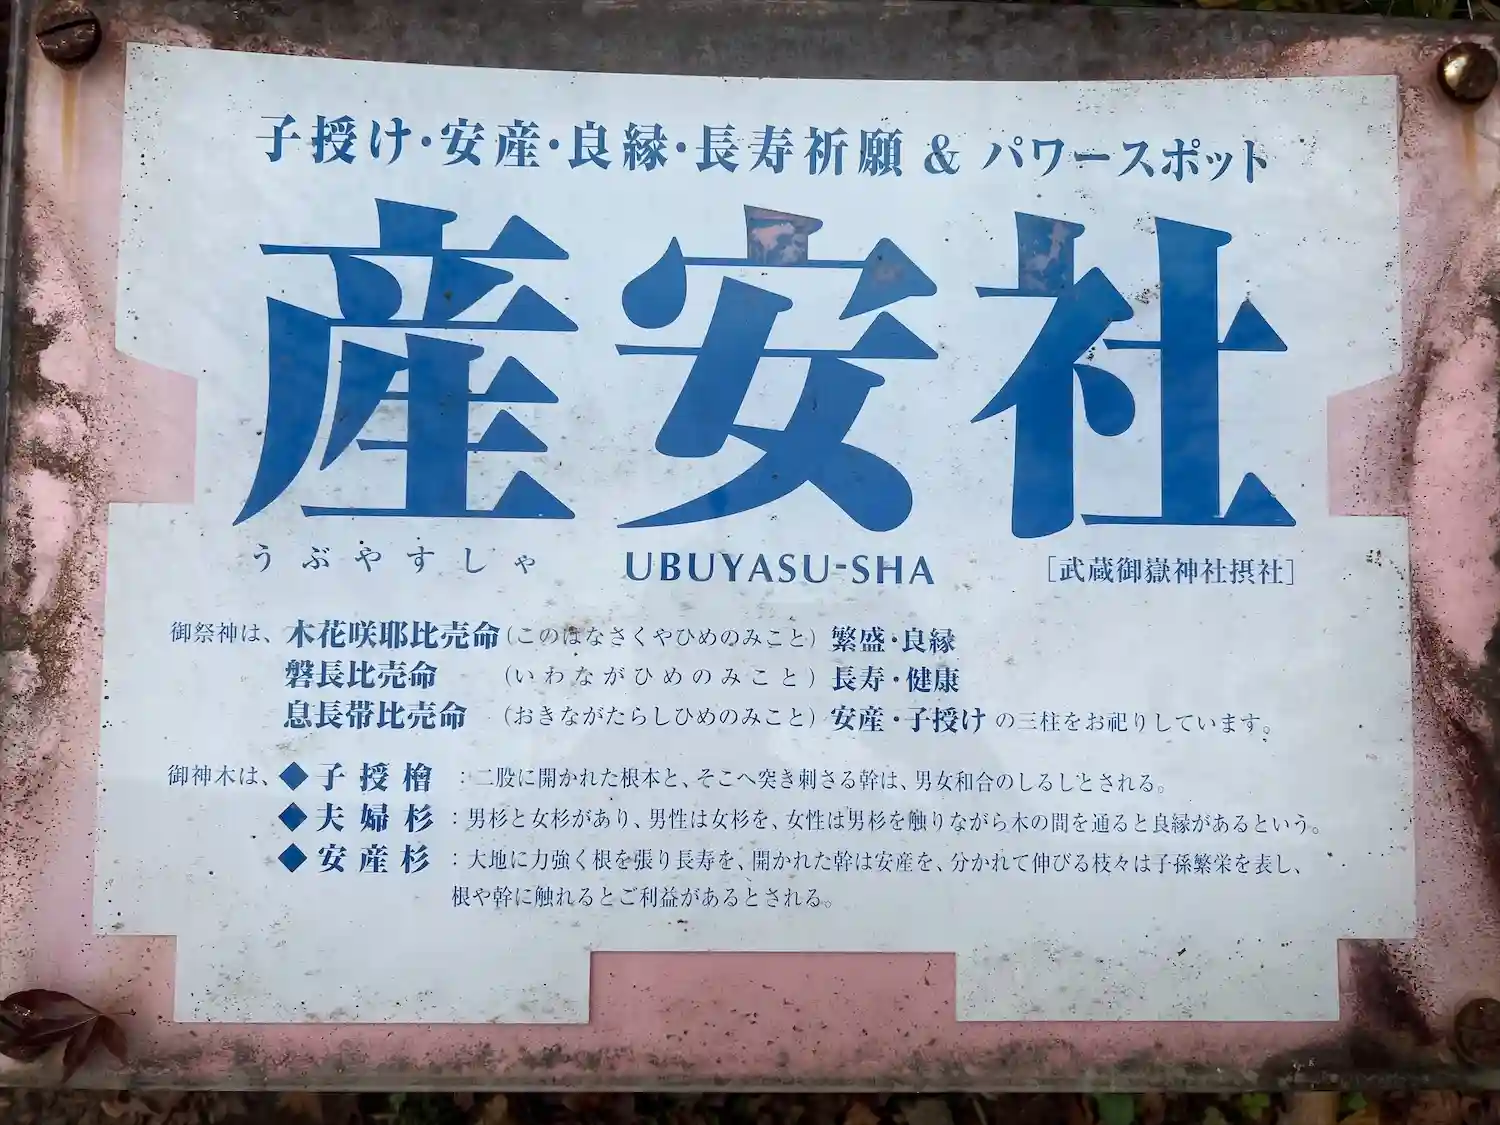 子授け・安産・良縁・長寿祈願 & パワースポット
産安社
うぶやすしゃ UBUYASU-SHA [武蔵御嶽神社摂社]
御祭神は、木花咲耶比売命(このはなさくやひめのみこと) 繁盛・良縁
磐長比売命 (いわながひめのみこと) 長寿・健康
息長帯比売命 (おきながたらしひめのみこと) 安産・子授け の三柱をお祀りしています。
御神木は、◆子授檜 : 二股に開かれた根本と、そこへ突き刺さる幹は、男女和合のしるしとされる。
◆夫婦杉 : 男杉と女杉があり、男性は女杉を、女性は男杉を触りながら木の間を通ると良縁があるという。
◆安産杉 : 大地に力強く根を張り長寿を、開かれた幹は安産を、分かれて伸びる枝々は子孫繁栄を表し、
根や幹に触れるとご利益があるとされる。